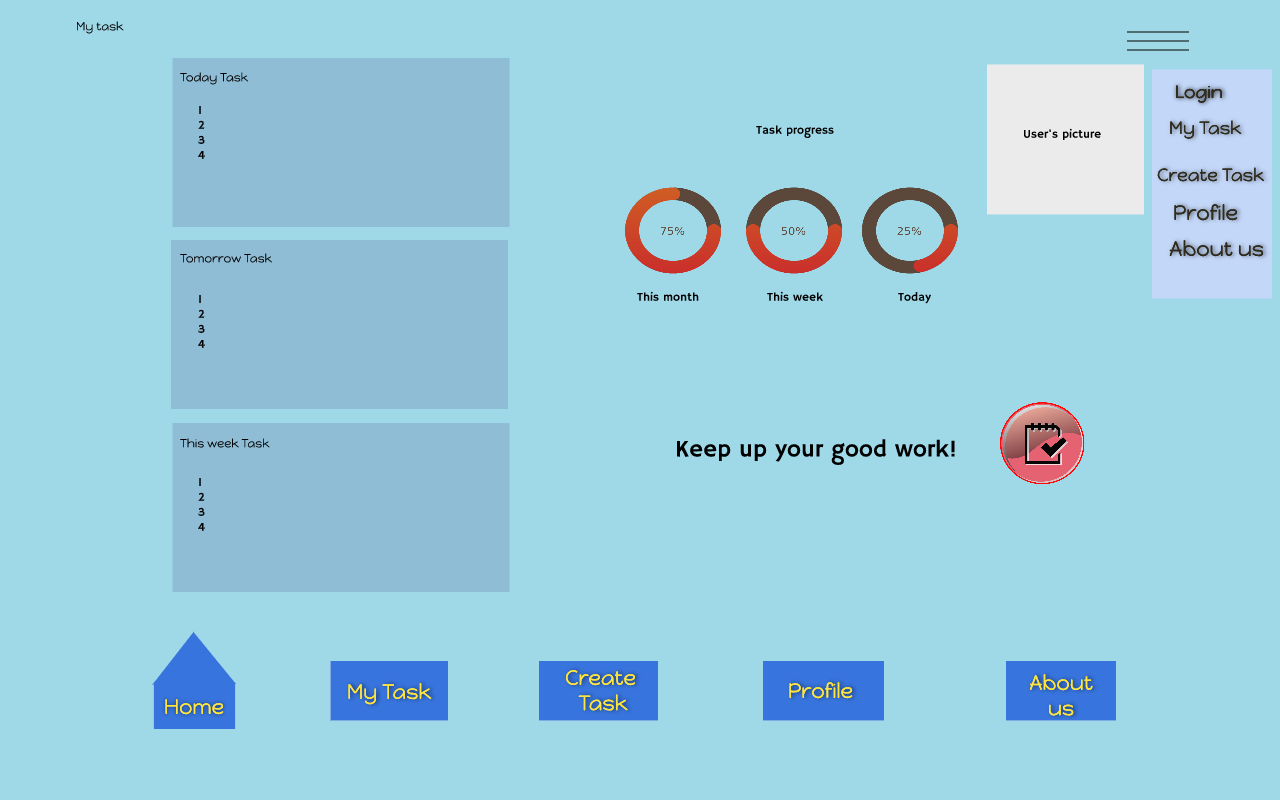 My task
Today Task
1
2
3
4
Tomorrow Task
1
2
3
4
This week Task
1
2
3
4
Task progress
75%
50%
25%
This month
This week
Today
User's picture
Login
My Task
Create Task
Profile
About us
Keep up your good work!
Home
My Task
Create
Task
Profile
About
us